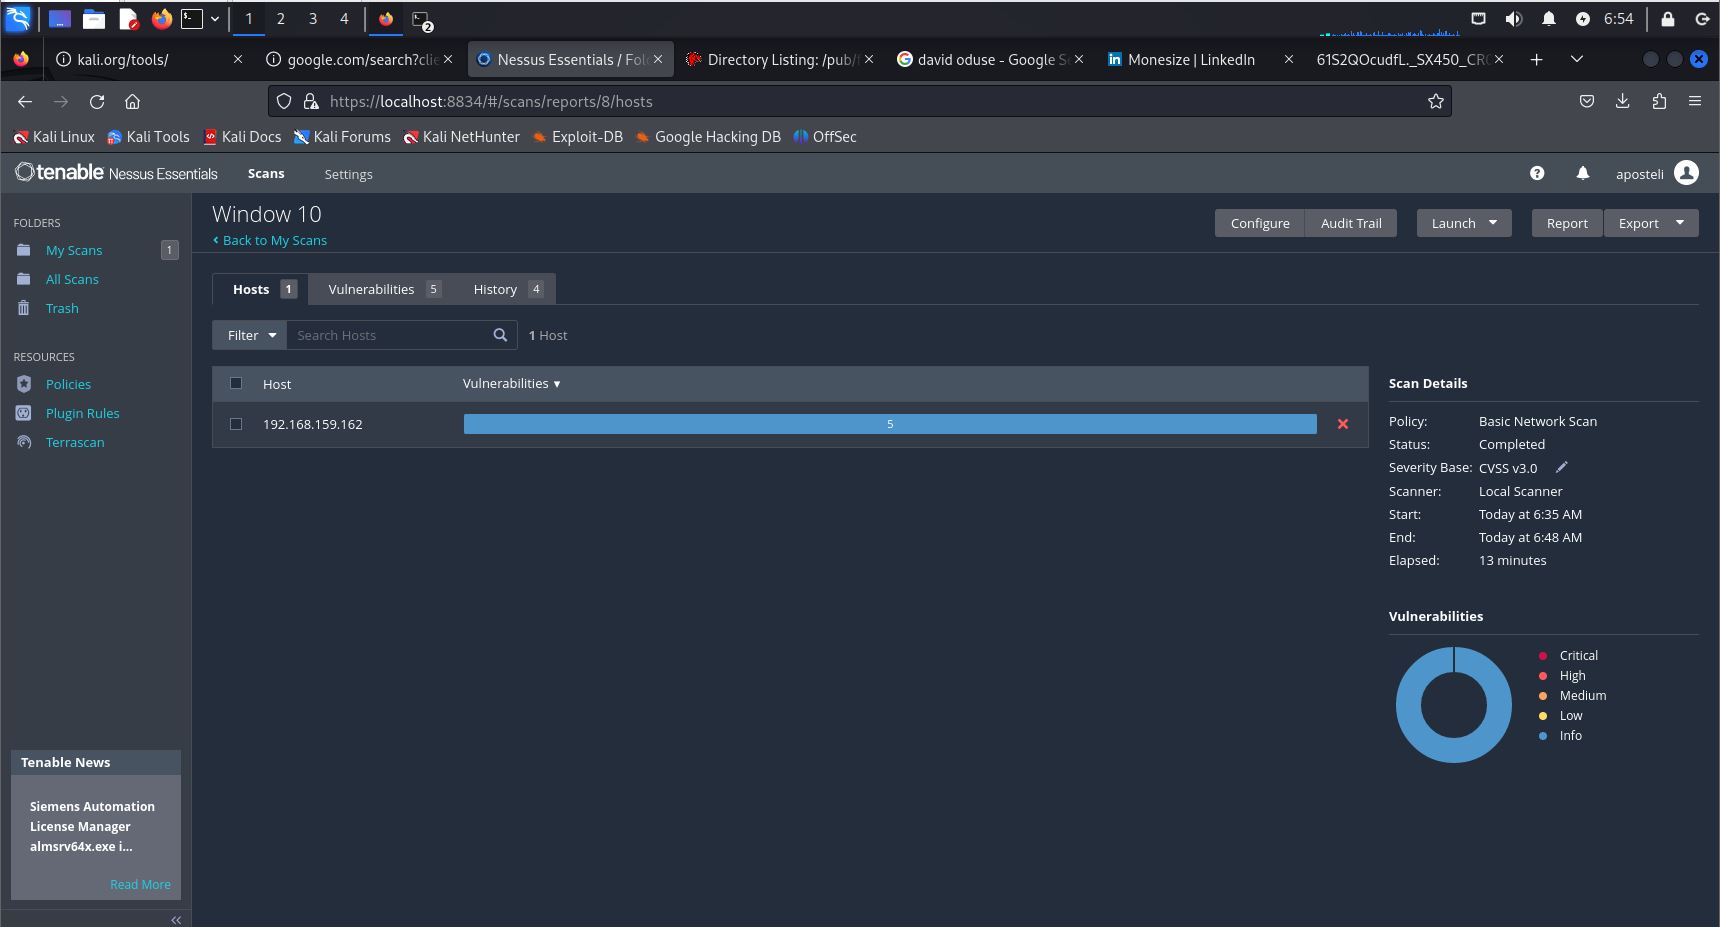 1 2 3 4 2 6:54
kali.org/tools/ google.com/search?clie Nessus Essentials / Fol Directory Listing: /pub/f david oduse - Google S Monesize | LinkedIn 61S2QOcudfL._SX450_CR
https://localhost:8834/#/scans/reports/8/hosts
Kali Linux Kali Tools Kali Docs Kali Forums Kali NetHunter Exploit-DB Google Hacking DB OffSec
tenable Nessus Essentials Scans Settings aposteli
FOLDERS
My Scans 1
All Scans
Trash
RESOURCES
Policies
Plugin Rules
Terrascan
Tenable News
Siemens Automation
License Manager
almsrv64x.exe i...
Read More
Window 10
Back to My Scans
Configure Audit Trail Launch Report Export
Hosts 1 Vulnerabilities 5 History 4
Filter Search Hosts 1 Host
Host Vulnerabilities
192.168.159.162 5
Scan Details
Policy: Basic Network Scan
Status: Completed
Severity Base: CVSS v3.0
Scanner: Local Scanner
Start: Today at 6:35 AM
End: Today at 6:48 AM
Elapsed: 13 minutes
Vulnerabilities
Critical
High
Medium
Low
Info